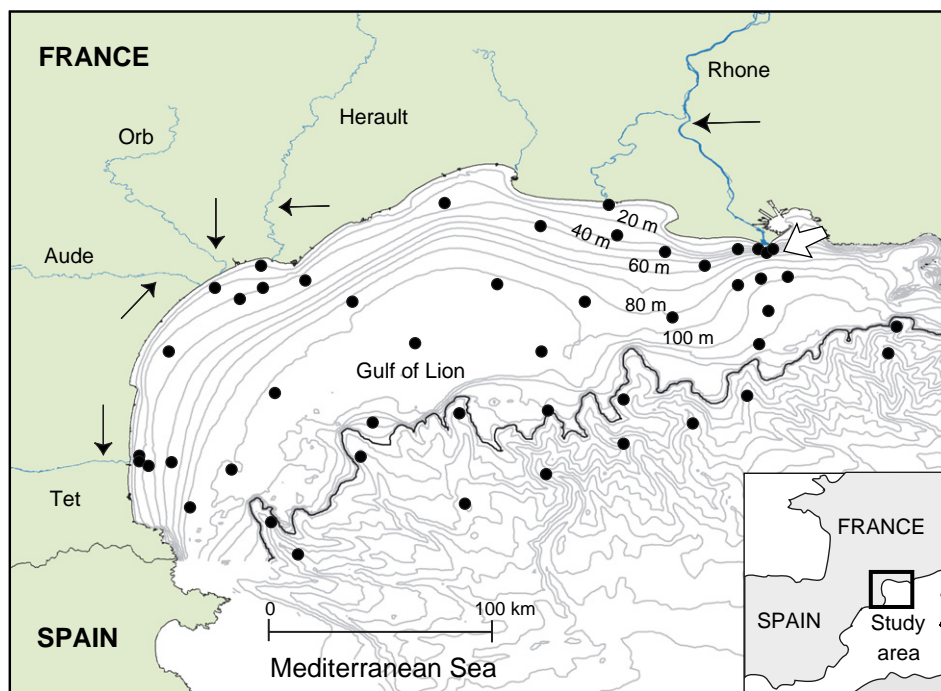 FRANCE
Rhone
Herault
Orb
20 m
40 m
Aude
60 m
80 m
100 m
Gulf of Lion
Tet
FRANCE
0
100 km
SPAIN
SPAIN
Study
area
Mediterranean Sea